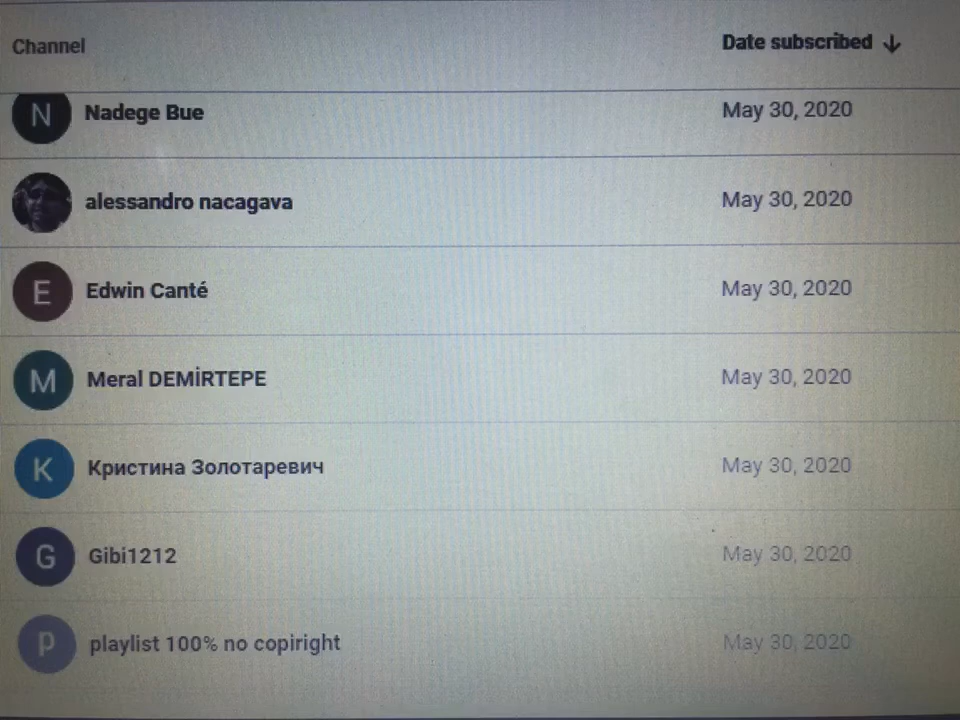 Channel Date subscribed
N Nadege Bue May 30, 2020
alessandro nacagava May 30, 2020
E Edwin Canté May 30, 2020
M Meral DEMİRTEPE May 30, 2020
K Кристина Золотаревич May 30, 2020
G Gibi1212 May 30, 2020
p playlist 100% no copiright May 30, 2020